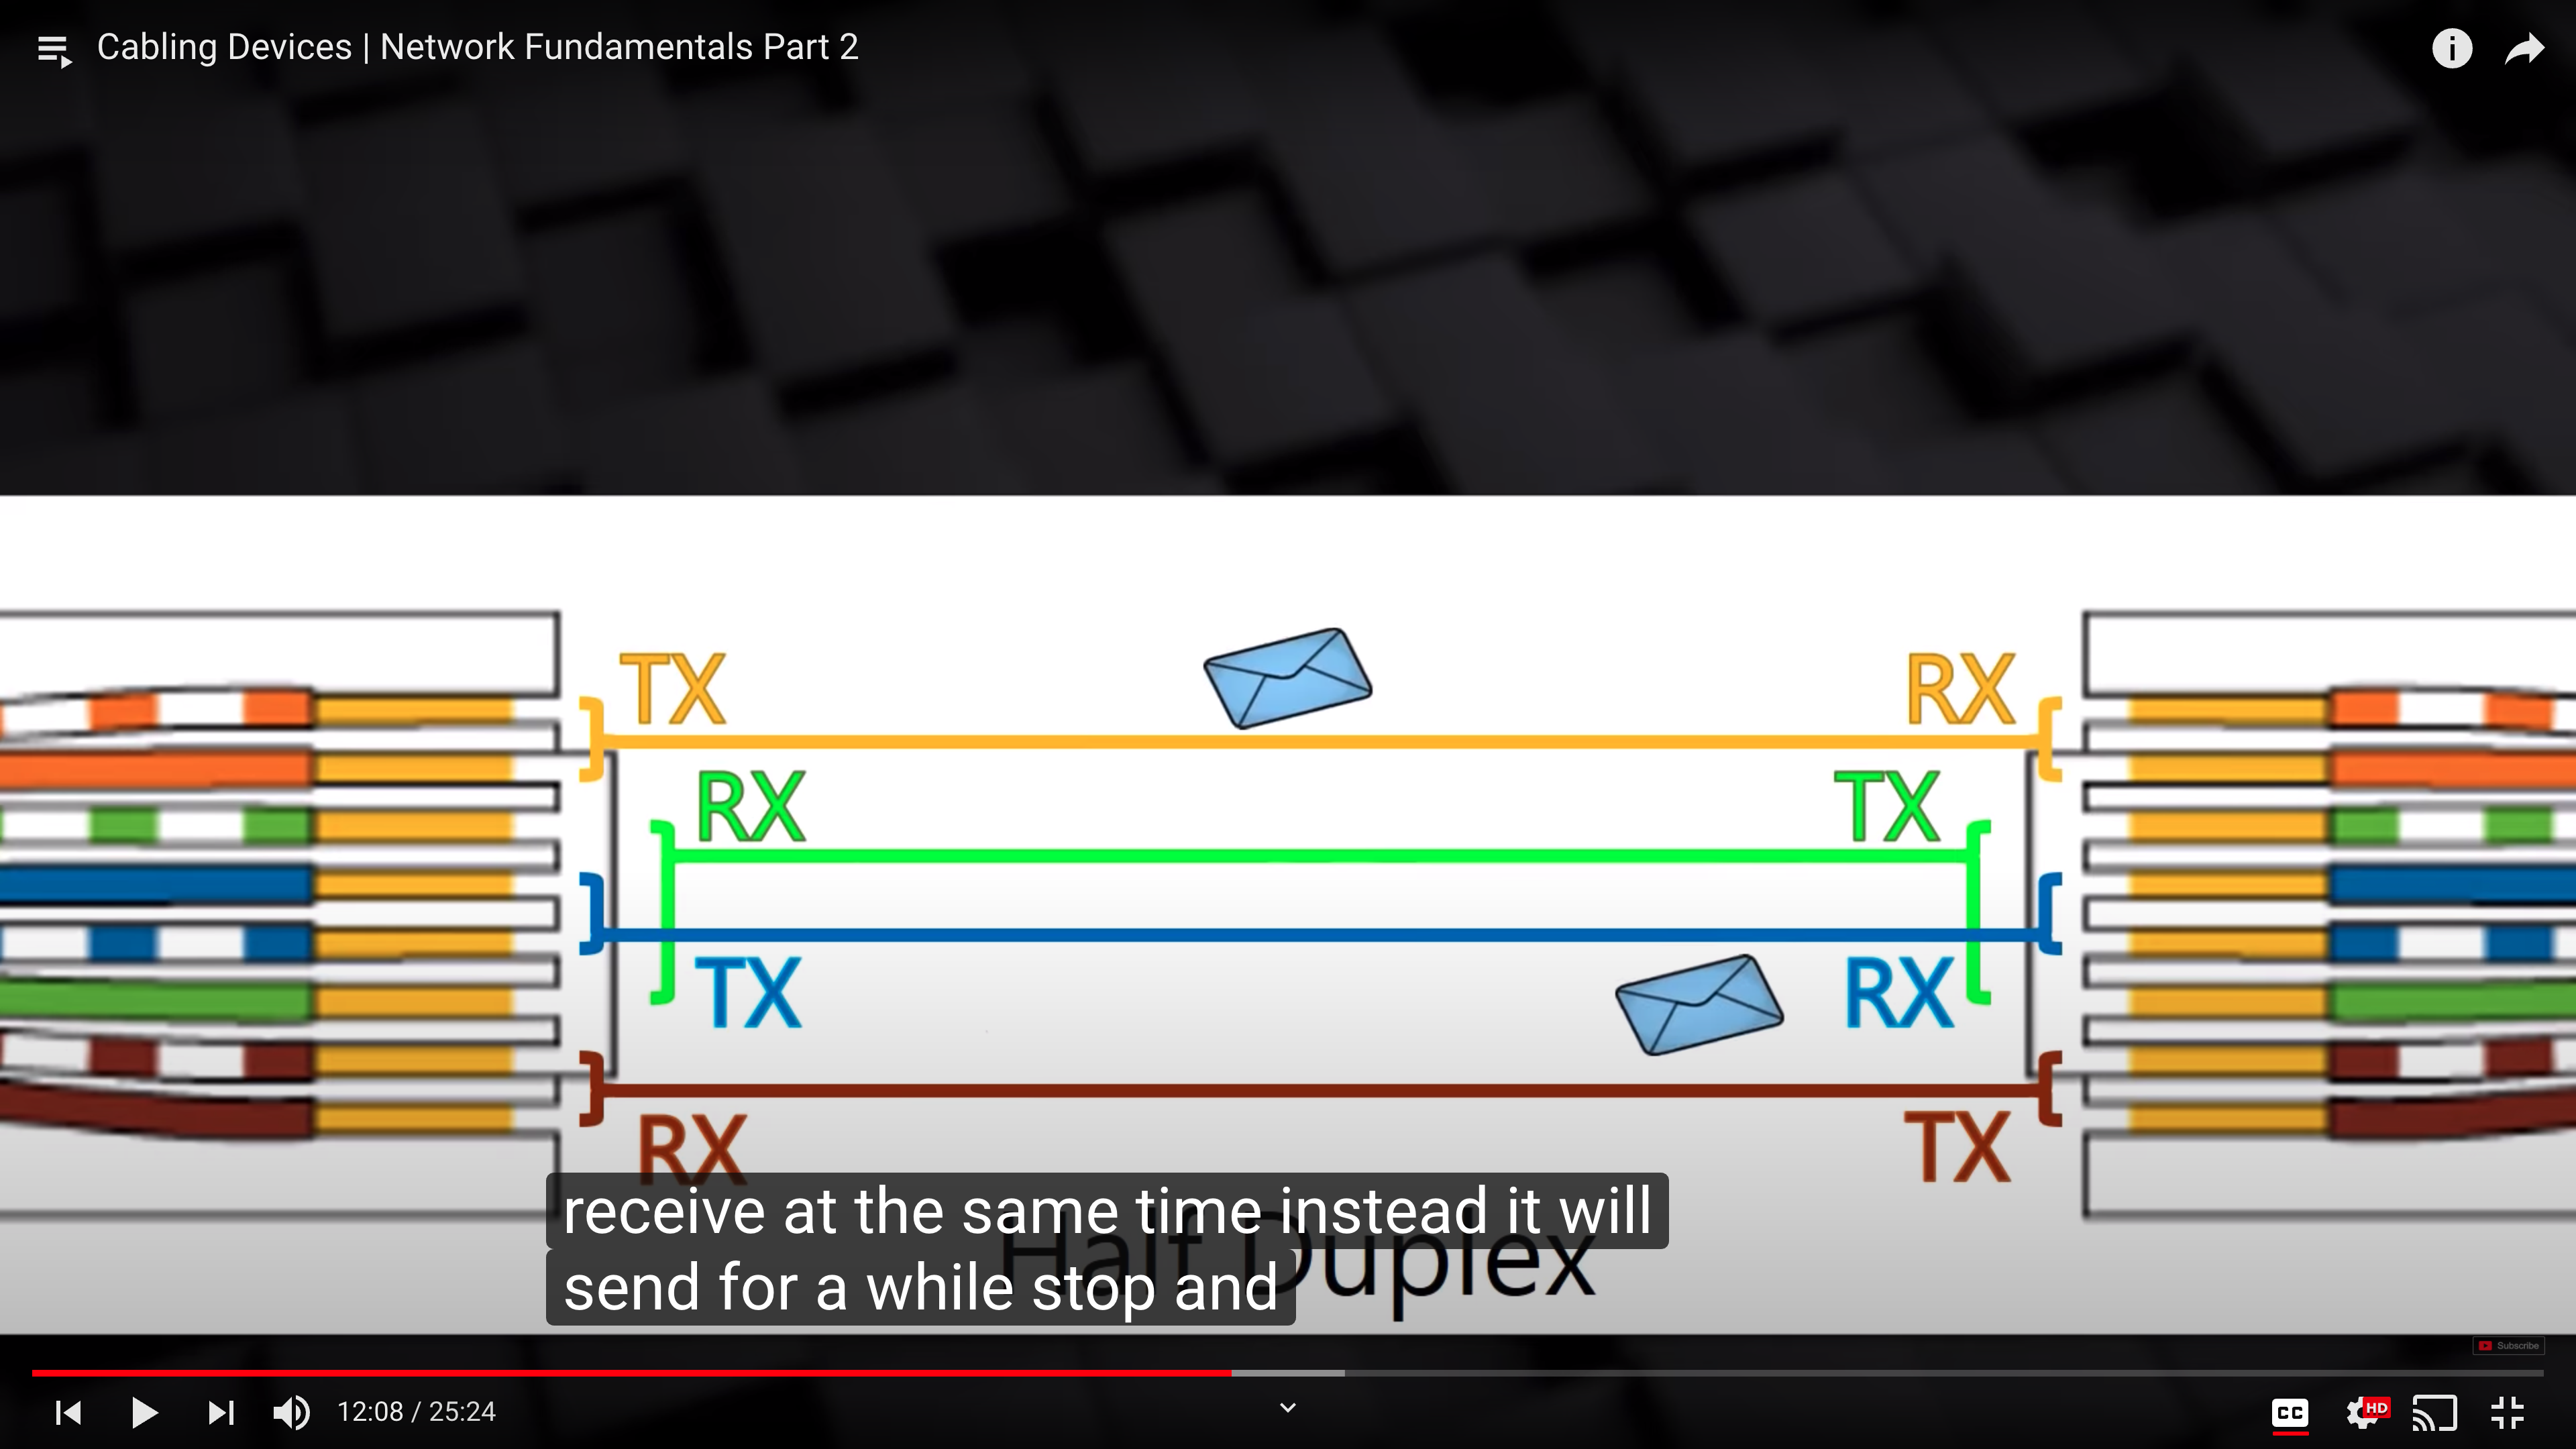 Cabling Devices | Network Fundamentals Part 2
TX
RX
RX
TX
TX
RX
RX
TX
Half Duplex
receive at the same time instead it will
send for a while stop and
Subscribe
12:08 / 25:24
CC
HD